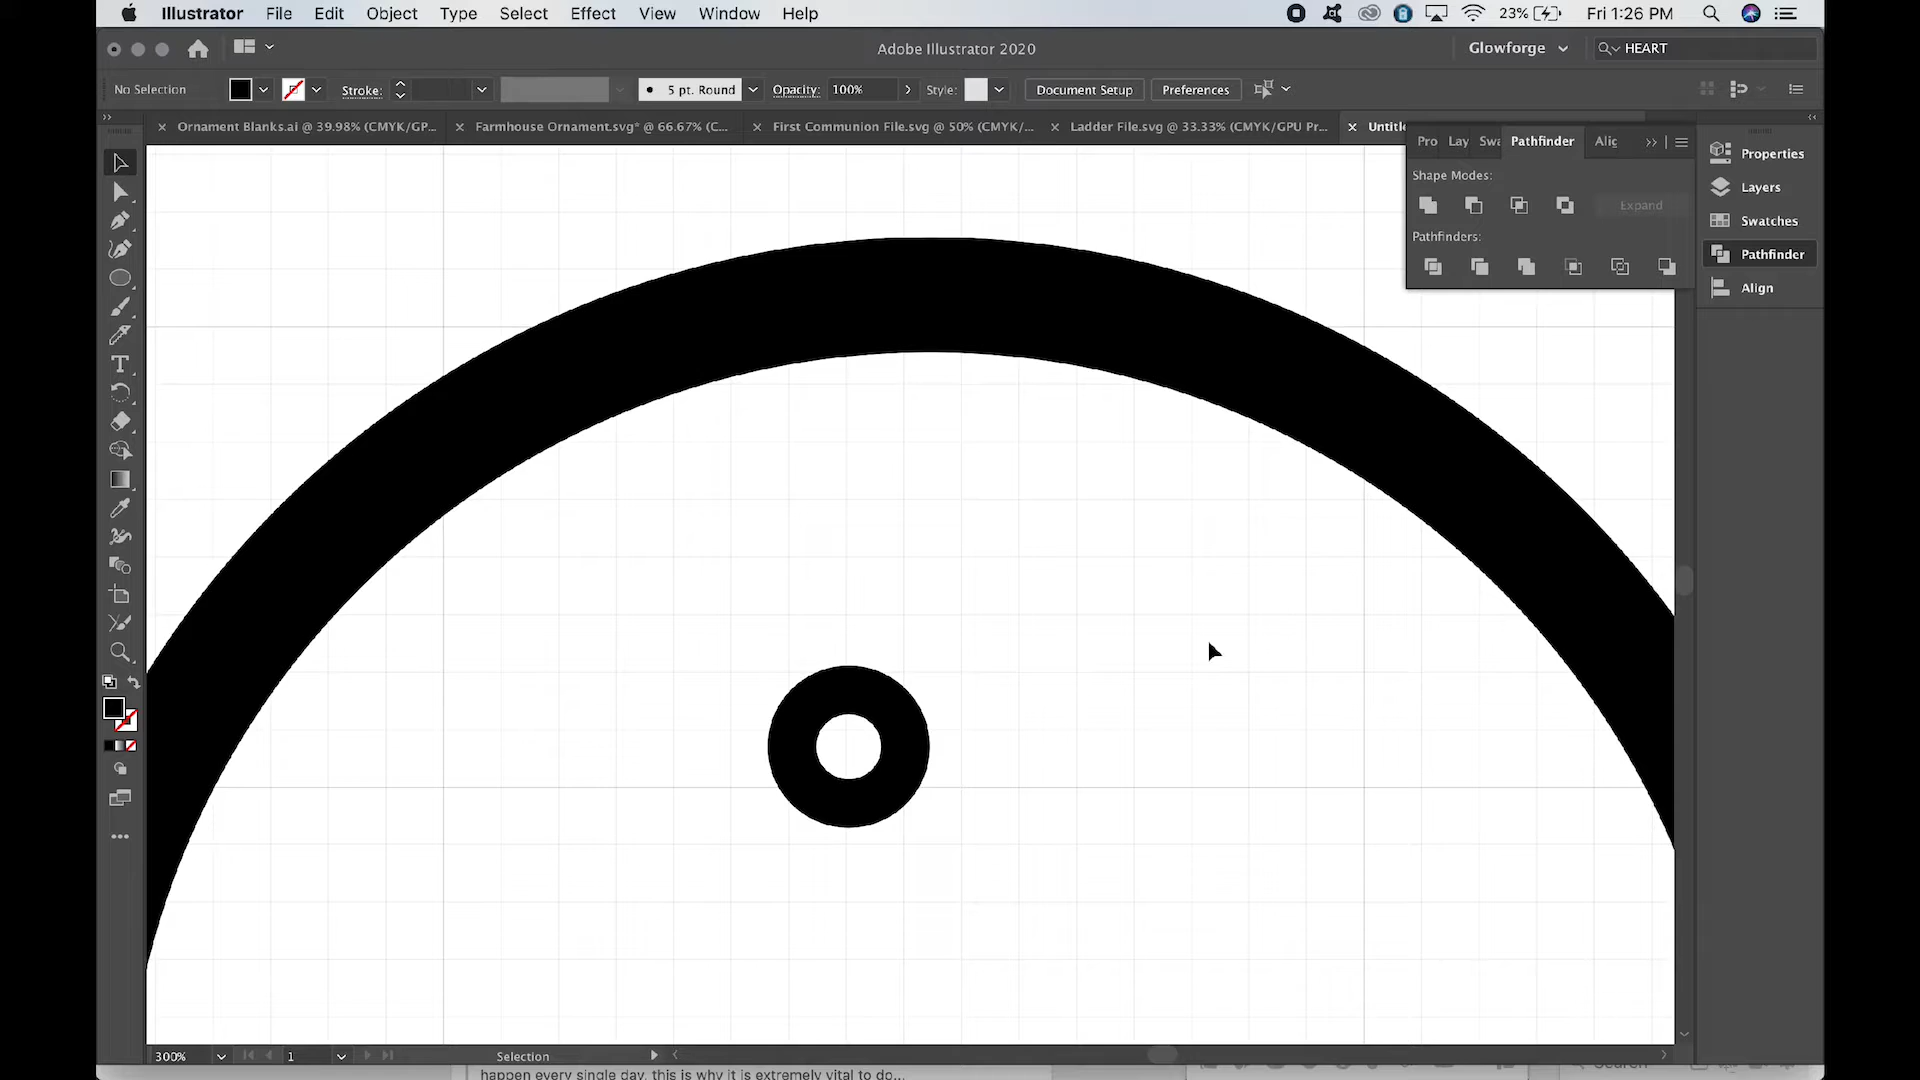 Illustrator File Edit Object Type Select Effect View Window Help 23% Fri 1:26 PM
Adobe Illustrator 2020 Glowforge HEART
No Selection Stroke: 5 pt. Round Opacity: 100% Style: Document Setup Preferences
Ornament Blanks.ai @ 39.98% (CMYK/GP... Farmhouse Ornament.svg* @ 66.67% (C... First Communion File.svg @ 50% (CMYK/... Ladder File.svg @ 33.33% (CMYK/GPU Pr... Untitle
Pro Lay Swa Pathfinder Alig
Shape Modes:
Expand
Pathfinders:
Properties
Layers
Swatches
Pathfinder
Align
300% 1 Selection
happen every single day, this is why it is extremely vital to do...
Search